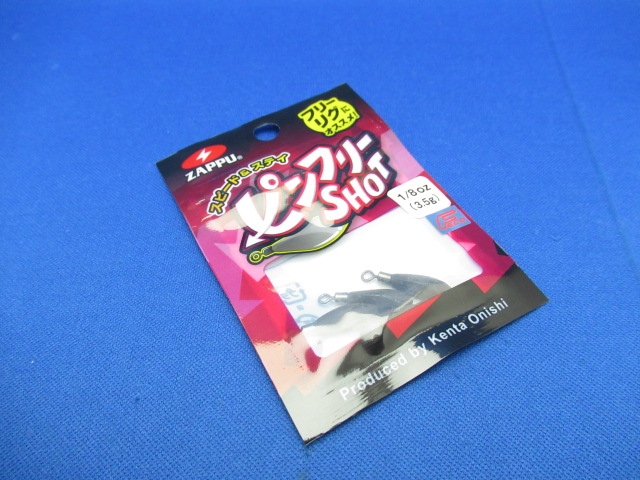 フリー
リグに
オススメ!
ZAPPU®
スピード&ステイ
ピンフリー
SHOT
1/8oz
(3.5g)
Produced by Kenta Onishi